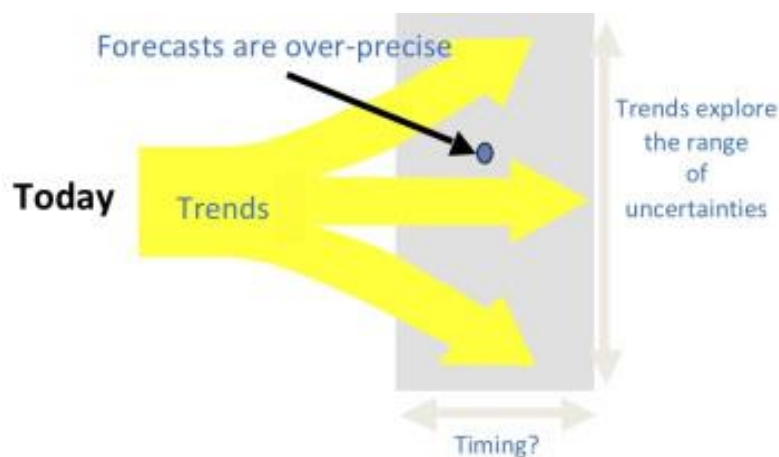 Forecasts are over-precise
Trends explore
the range
of
uncertainties
Today
Trends
Timing?